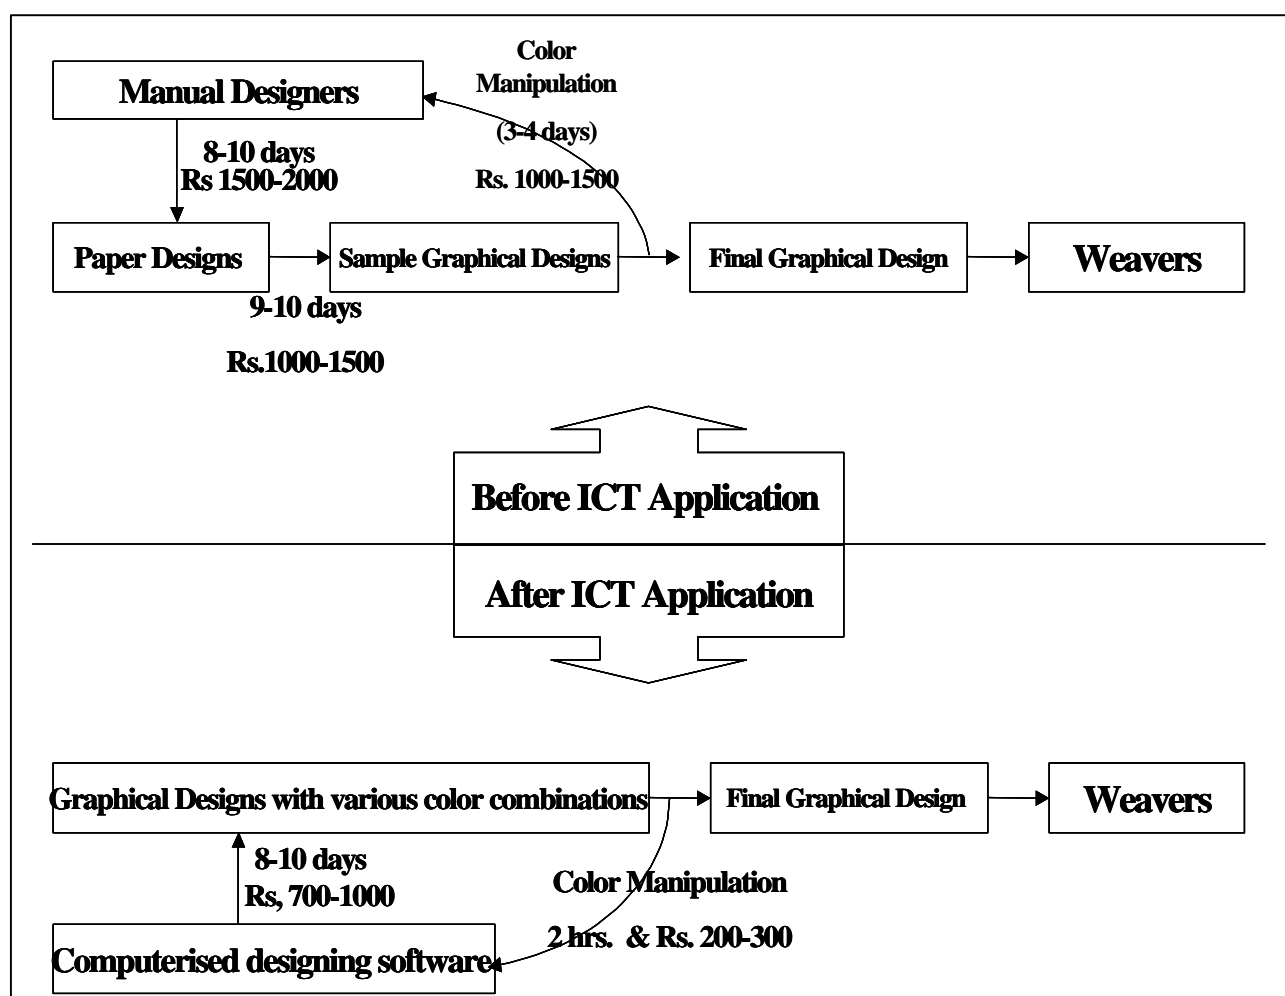 Color
Manipulation
(3-4 days)
Rs. 1000-1500
Manual Designers
8-10 days
Rs 1500-2000
Paper Designs
Sample Graphical Designs
Final Graphical Design
Weavers
9-10 days
Rs.1000-1500
Before ICT Application
After ICT Application
Graphical Designs with various color combinations
Final Graphical Design
Weavers
8-10 days
Rs, 700-1000
Color Manipulation
2 hrs. & Rs. 200-300
Computerised designing software